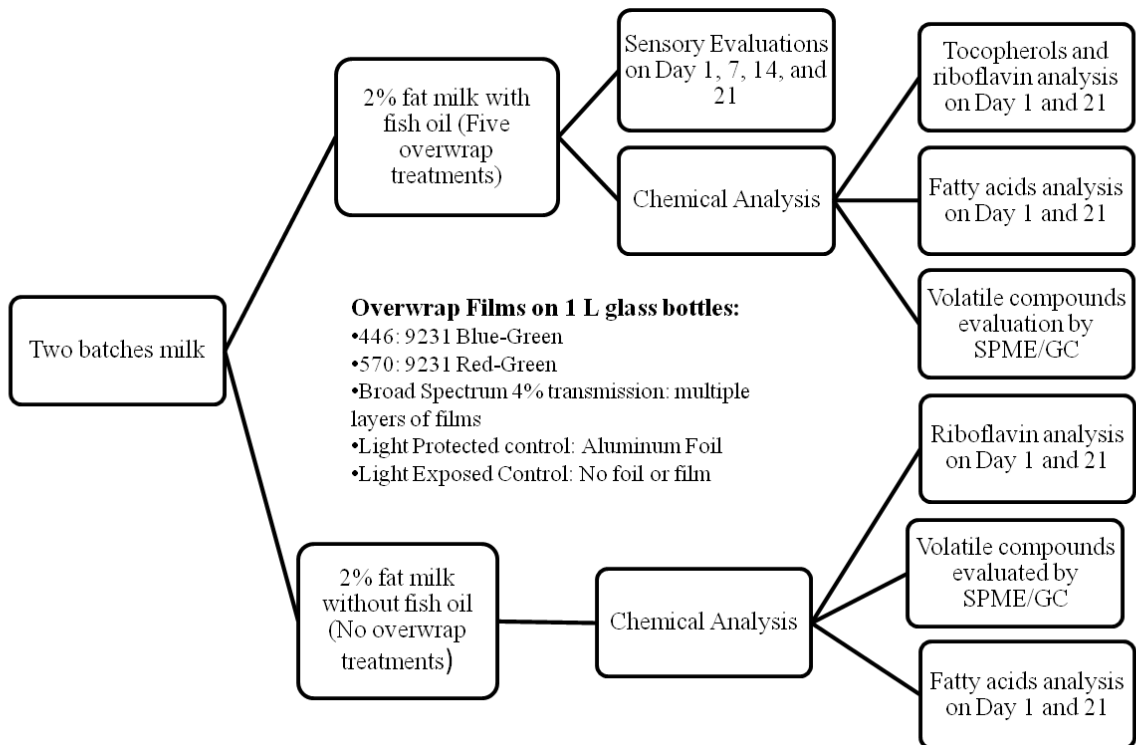 Two batches milk
2% fat milk with
fish oil (Five
overwrap
treatments)
Sensory Evaluations
on Day 1, 7, 14, and
21
Chemical Analysis
Tocopherols and
riboflavin analysis
on Day 1 and 21
Fatty acids analysis
on Day 1 and 21
Volatile compounds
evaluation by
SPME/GC
Overwrap Films on 1 L glass bottles:
•446: 9231 Blue-Green
•570: 9231 Red-Green
•Broad Spectrum 4% transmission: multiple
layers of films
•Light Protected control: Aluminum Foil
•Light Exposed Control: No foil or film
2% fat milk
without fish oil
(No overwrap
treatments)
Chemical Analysis
Riboflavin analysis
on Day 1 and 21
Volatile compounds
evaluated by
SPME/GC
Fatty acids analysis
on Day 1 and 21